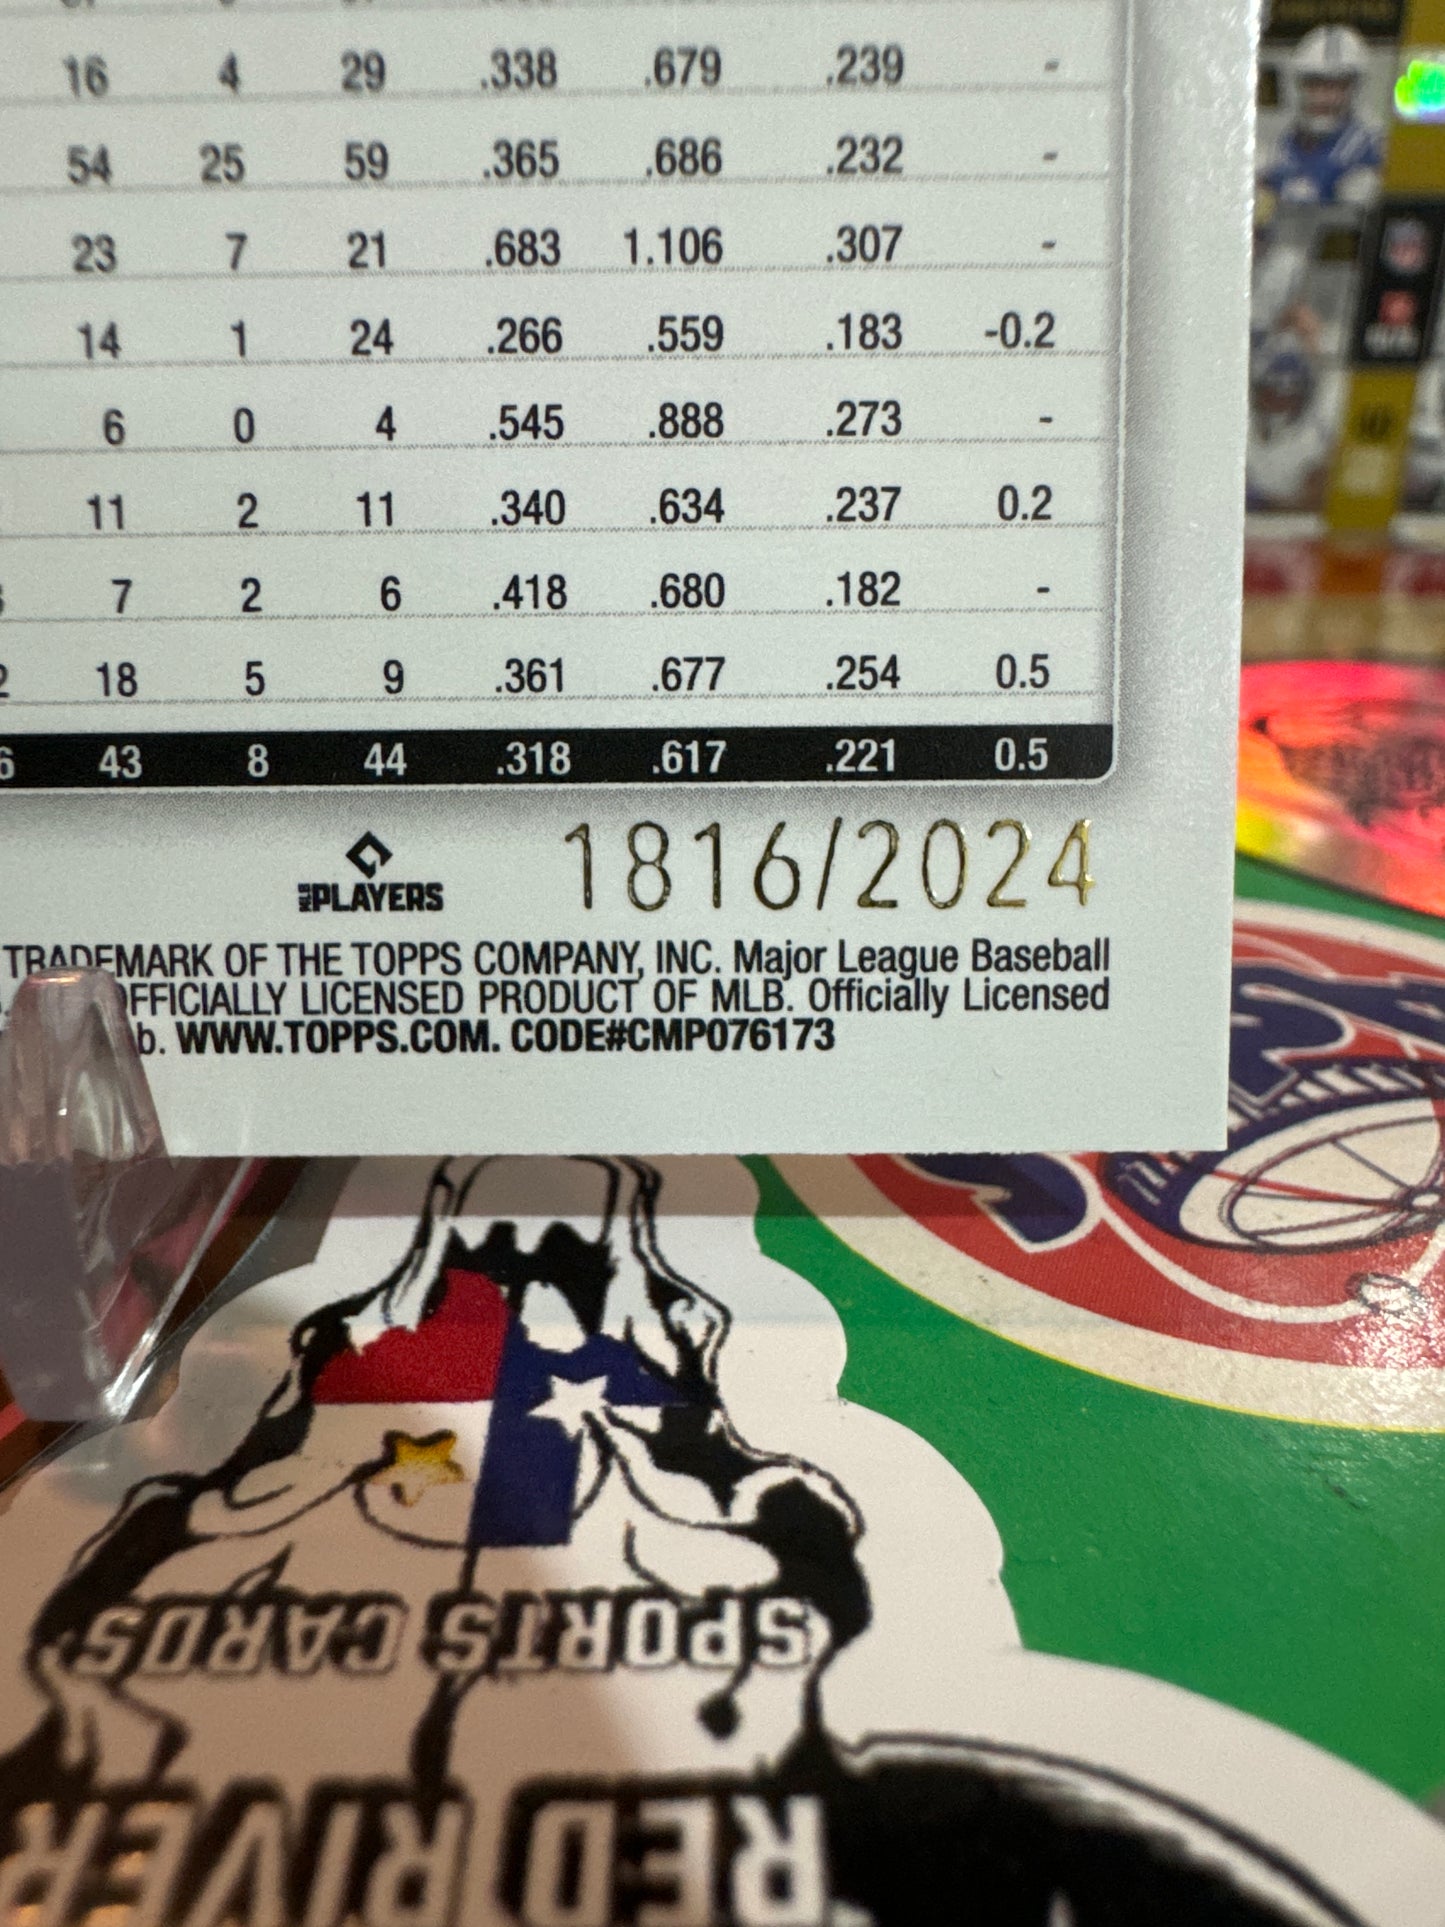 16 4 29 .338 .679 .239 -
54 25 59 .365 .686 .232 -
23 7 21 .683 1.106 .307 -
14 1 24 .266 .559 .183 -0.2
6 0 4 .545 .888 .273 -
11 2 11 .340 .634 .237 0.2
7 2 6 .418 .680 .182 -
2 18 5 9 .361 .677 .254 0.5
6 43 8 44 .318 .617 .221 0.5
MLB PLAYERS 1816/2024
TRADEMARK OF THE TOPPS COMPANY, INC. Major League Baseball
OFFICIALLY LICENSED PRODUCT OF MLB. Officially Licensed
b. WWW.TOPPS.COM. CODE#CMP076173
SPORTS CARDS
RED RIVER